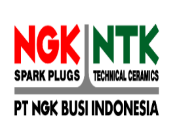 NGK NTK
SPARK PLUGS TECHNICAL CERAMICS
PT NGK BUSI INDONESIA